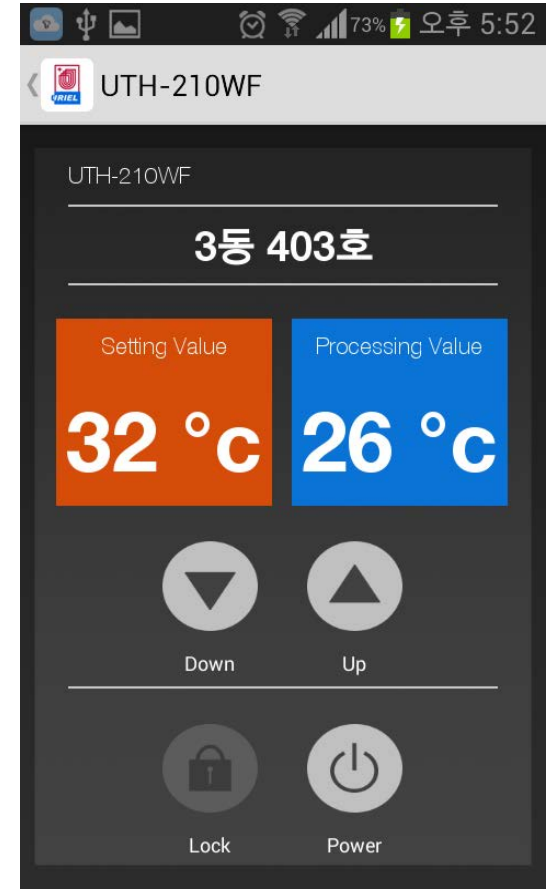 73% 오후 5:52
URIEL
UTH-210WF
UTH-210WF
3동 403호
Setting Value
Processing Value
32 °c
26 °c
Down
Up
Lock
Power